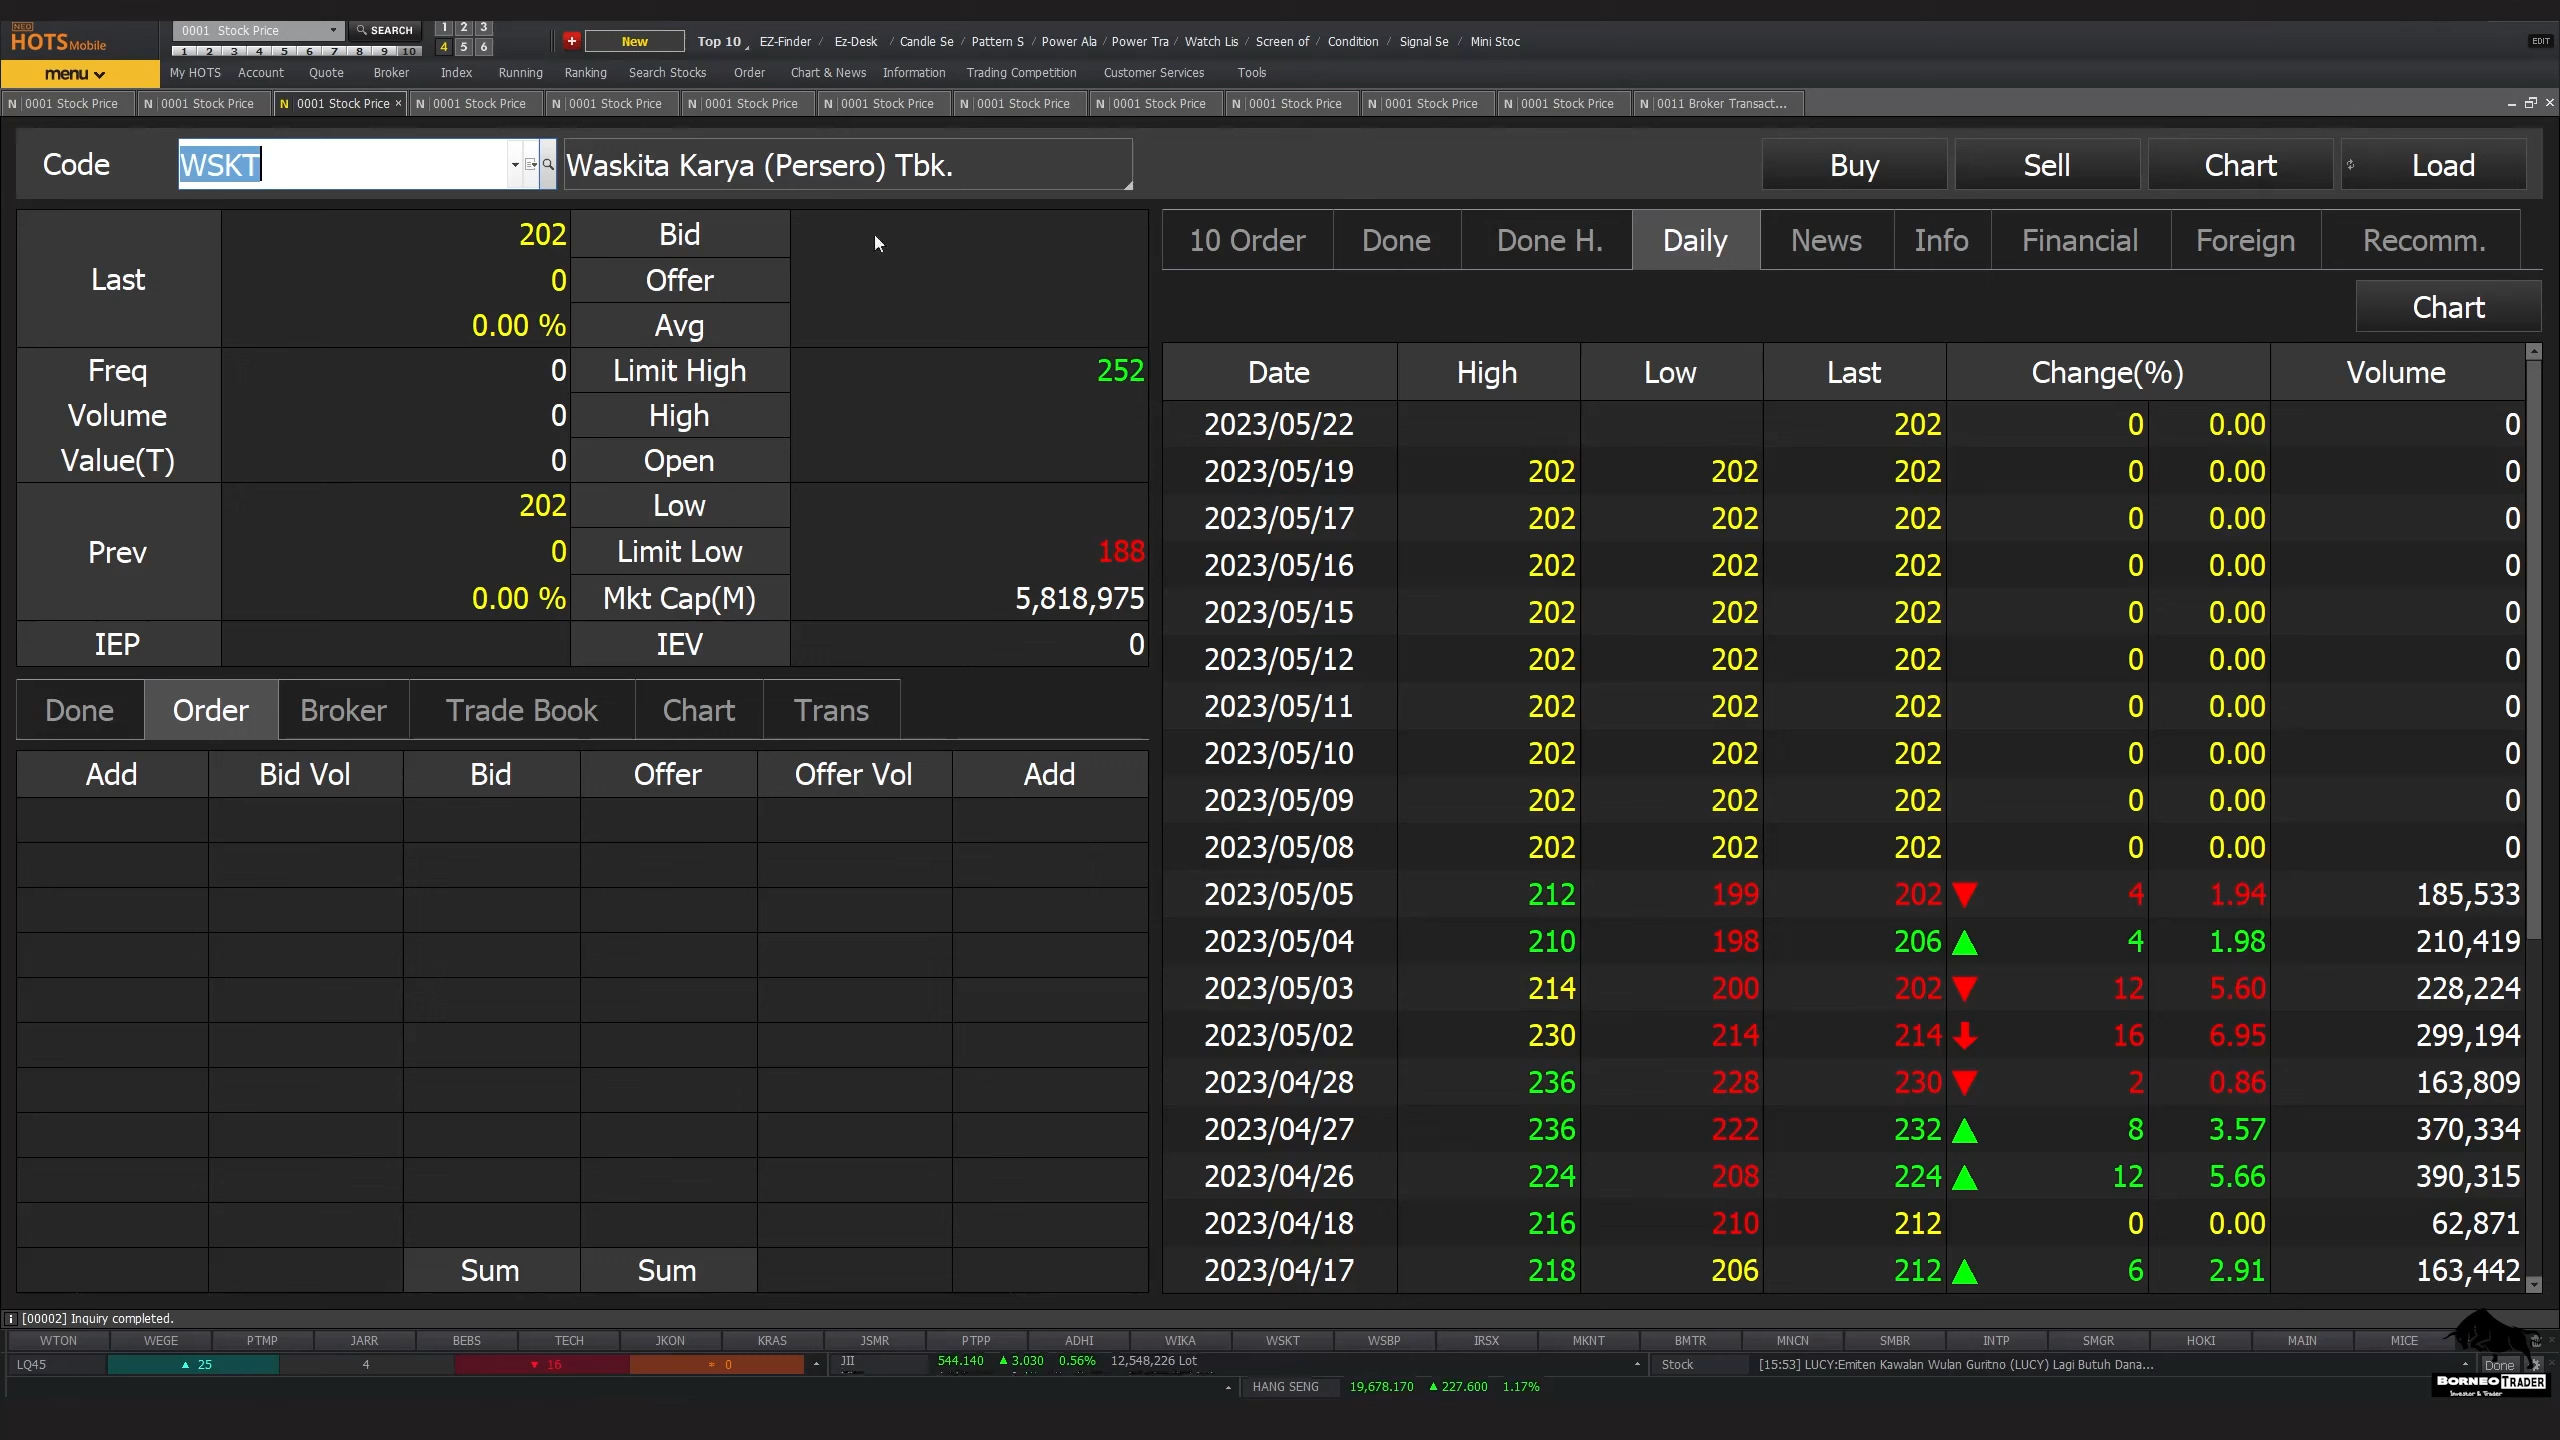 NEO
HOTS Mobile
0001 Stock Price
SEARCH
1 2 3
4 5 6
1 2 3 4 5 6 7 8 9 10
New
Top 10 EZ-Finder / Ez-Desk / Candle Se / Pattern S / Power Ala / Power Tra / Watch Lis / Screen of / Condition / Signal Se / Mini Stoc
EDIT
menu
My HOTS Account Quote Broker Index Running Ranking Search Stocks Order Chart & News Information Trading Competition Customer Services Tools
N 0001 Stock Price N 0001 Stock Price N 0001 Stock Price × N 0001 Stock Price N 0001 Stock Price N 0001 Stock Price N 0001 Stock Price N 0001 Stock Price N 0001 Stock Price N 0001 Stock Price N 0001 Stock Price N 0001 Stock Price N 0011 Broker Transact...
Code WSKT Waskita Karya (Persero) Tbk. Buy Sell Chart Load
Last 202 Bid
0 Offer
0.00 % Avg
Freq 0 Limit High 252
Volume 0 High
Value(T) 0 Open
Prev 202 Low
0 Limit Low 188
0.00 % Mkt Cap(M) 5,818,975
IEP IEV 0
Done Order Broker Trade Book Chart Trans
Add Bid Vol Bid Offer Offer Vol Add
Sum Sum
10 Order Done Done H. Daily News Info Financial Foreign Recomm.
Chart
Date High Low Last Change(%) Volume
2023/05/22 202 0 0.00 0
2023/05/19 202 202 202 0 0.00 0
2023/05/17 202 202 202 0 0.00 0
2023/05/16 202 202 202 0 0.00 0
2023/05/15 202 202 202 0 0.00 0
2023/05/12 202 202 202 0 0.00 0
2023/05/11 202 202 202 0 0.00 0
2023/05/10 202 202 202 0 0.00 0
2023/05/09 202 202 202 0 0.00 0
2023/05/08 202 202 202 0 0.00 0
2023/05/05 212 199 202 ▼ 4 1.94 185,533
2023/05/04 210 198 206 ▲ 4 1.98 210,419
2023/05/03 214 200 202 ▼ 12 5.60 228,224
2023/05/02 230 214 214 ⬇ 16 6.95 299,194
2023/04/28 236 228 230 ▼ 2 0.86 163,809
2023/04/27 236 222 232 ▲ 8 3.57 370,334
2023/04/26 224 208 224 ▲ 12 5.66 390,315
2023/04/18 216 210 212 0 0.00 62,871
2023/04/17 218 206 212 ▲ 6 2.91 163,442
[00002] Inquiry completed.
WTON WEGE PTMP JARR BEBS TECH JKON KRAS JSMR PTPP ADHI WIKA WSKT WSBP IRSX MKNT BMTR MNCN SMBR INTP SMGR HOKI MAIN MICE
LQ45 ▲ 25 4 ▼ 16 0 JII 544.140 ▲ 3.030 0.56% 12,548,226 Lot Stock [15:53] LUCY:Emiten Kawalan Wulan Guritno (LUCY) Lagi Butuh Dana... Done
HANG SENG 19,678.170 ▲ 227.600 1.17%
BORNEO TRADER
Investor & Trader